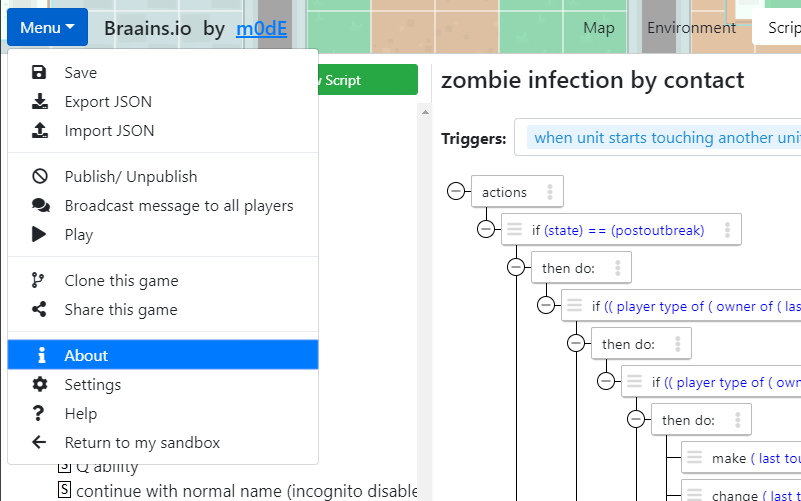 Menu Braains.io by m0dE Map Environment Scrip
Save
Export JSON
Import JSON
Publish/ Unpublish
Broadcast message to all players
Play
Clone this game
Share this game
About
Settings
Help
Return to my sandbox
w Script
S Q ability
S continue with normal name (incognito disable
zombie infection by contact
Triggers: when unit starts touching another unit
actions
if (state) == (postoutbreak)
then do:
if (( player type of ( owner of ( las
then do:
if (( player type of ( own
then do:
make ( last tou
change ( last to